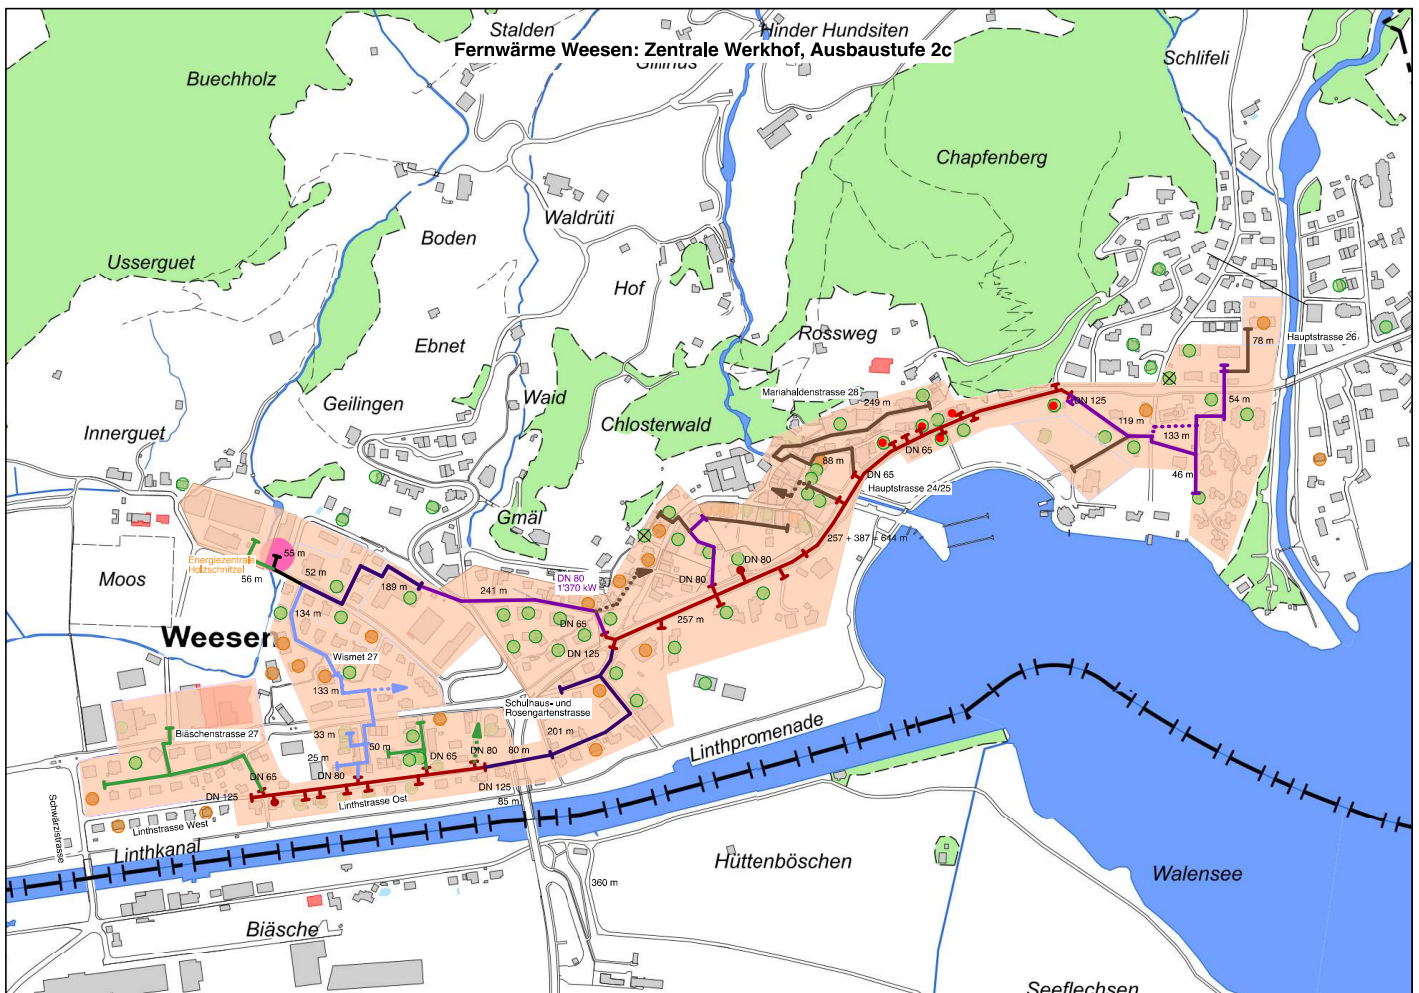 Stalden
Hinder Hundsiten
Fernwärme Weesen: Zentrale Werkhof, Ausbaustufe 2c
Schlifeli
Buechholz
Chapfenberg
Waldrüti
Boden
Usserguet
Hof
Rossweg
Hauptstrasse 26
78 m
Ebnet
Mariahaldenstrasse 28
249 m
Geilingen
Waid
DN 125
54 m
119 m
Innerguet
Chlosterwald
133 m
DN 65
88 m
46 m
DN 65
Hauptstrasse 24/25
Gmäl
257 + 387 = 644 m
Energiezentrale
Holzschnitzel
55 m
52 m
56 m
Moos
189 m
241 m
DN 80
1'370 kW
DN 80
DN 80
134 m
DN 65
257 m
Weesen
DN 125
Wismet 27
133 m
Schulhaus- und
Rosengartenstrasse
Biäschenstrasse 27
33 m
50 m
201 m
Linthpromenade
25 m
DN 65
DN 80
80 m
DN 65
DN 80
DN 125
DN 125
85 m
Linthstrasse Ost
Linthstrasse West
Schwärzistrasse
Linthkanal
Hüttenböschen
360 m
Walensee
Biäsche
Seeflechsen